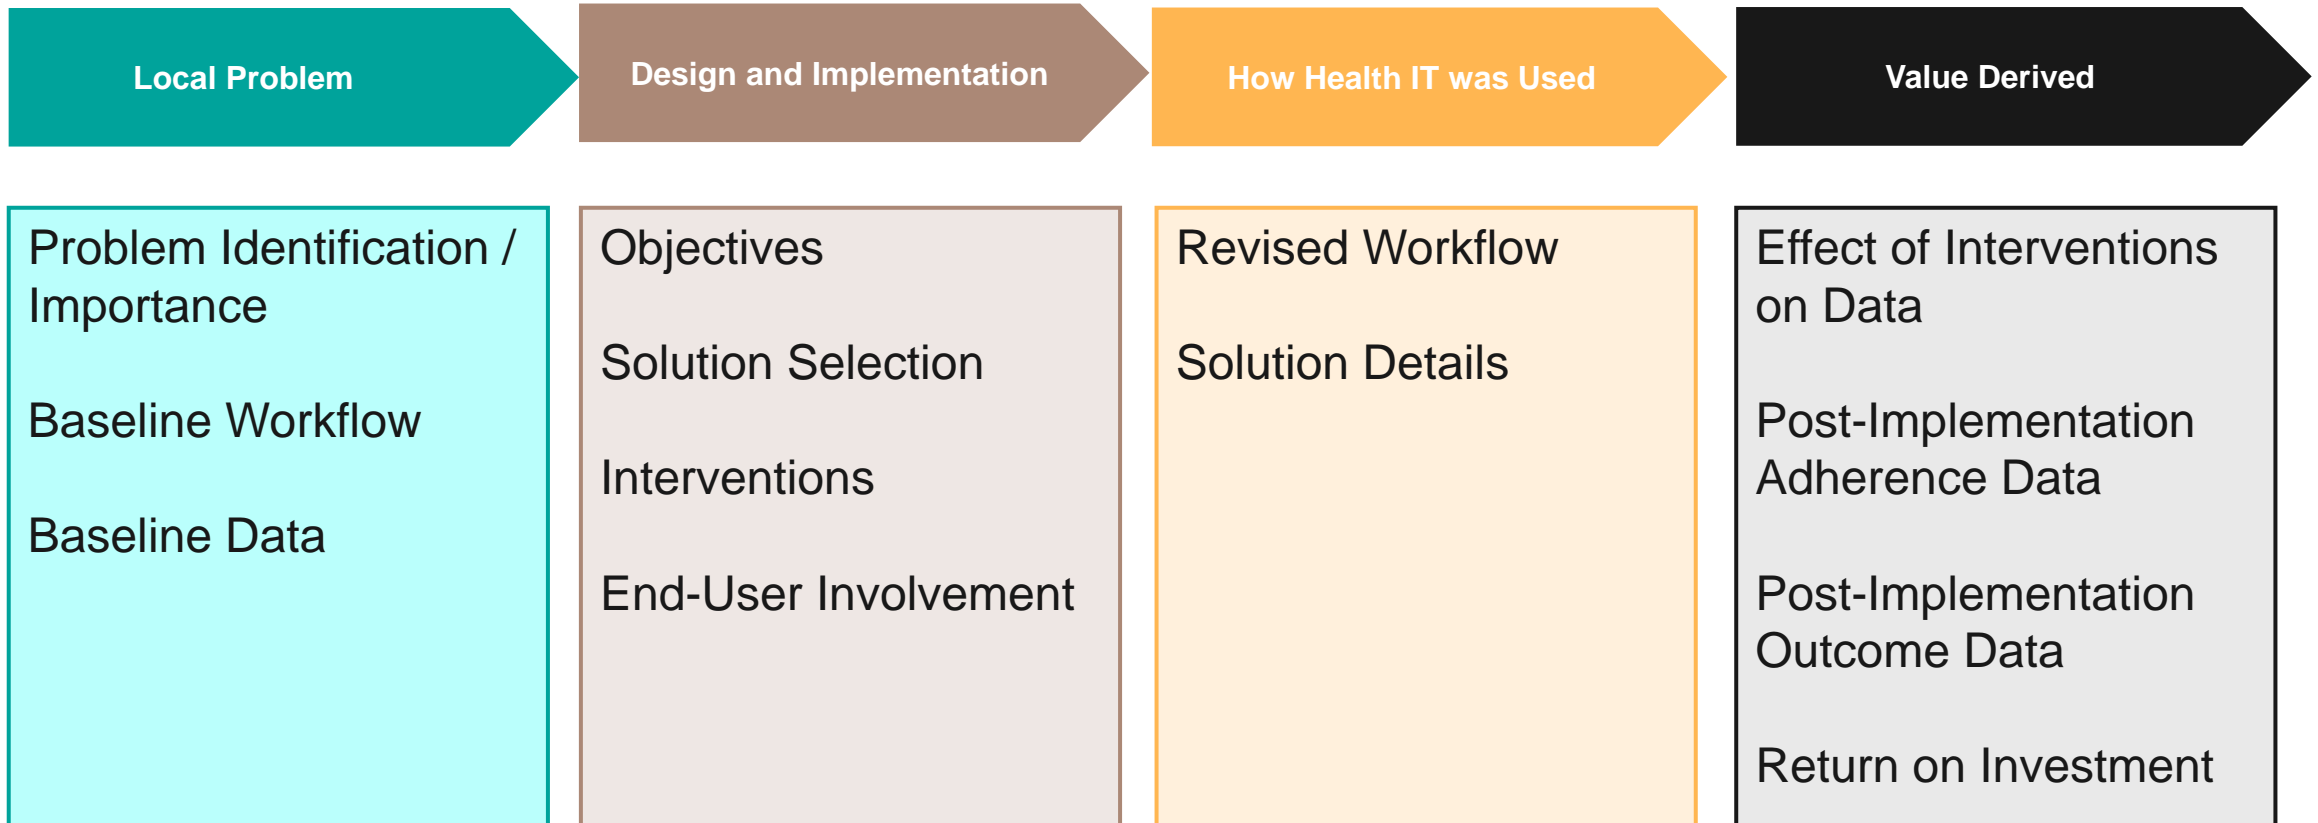 Local Problem
Design and Implementation
How Health IT was Used
Value Derived
Problem Identification /
Importance
Baseline Workflow
Baseline Data
Objectives
Solution Selection
Interventions
End-User Involvement
Revised Workflow
Solution Details
Effect of Interventions
on Data
Post-Implementation
Adherence Data
Post-Implementation
Outcome Data
Return on Investment